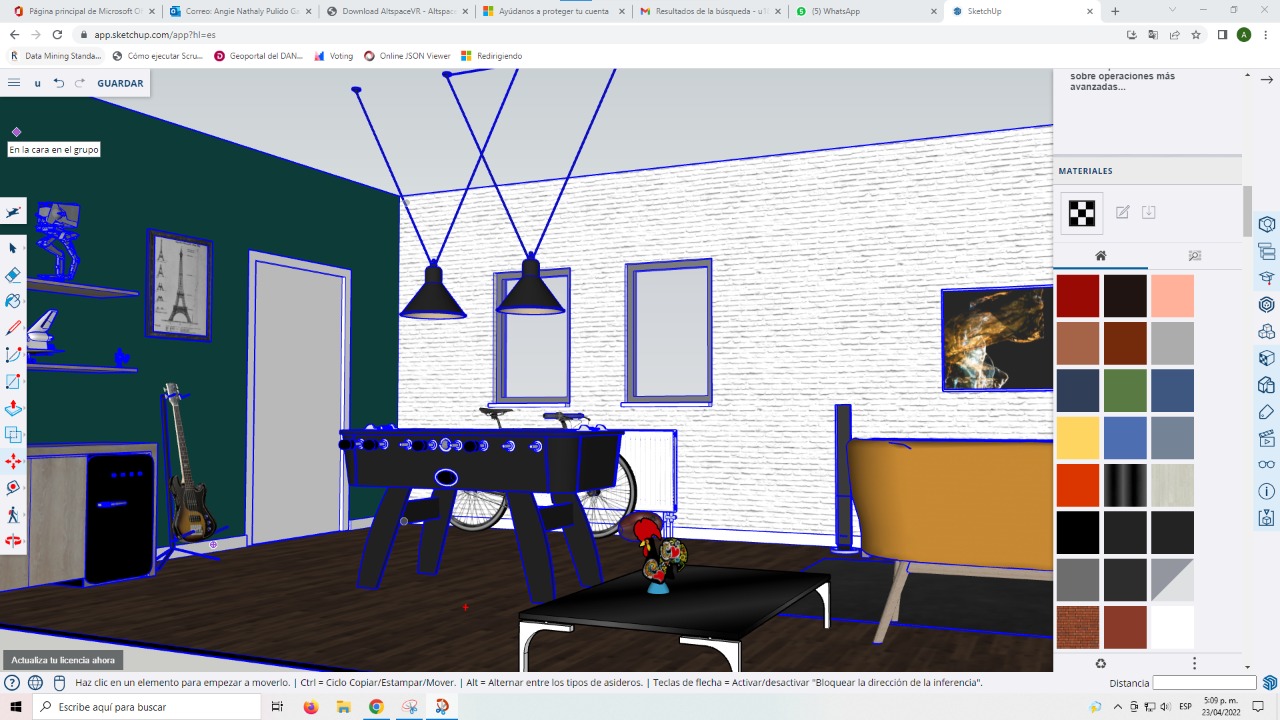 Página principal de Microsoft O
Correo: Angie Nathaly Pulido Go
Download AltspaceVR - Altspace
Ayúdanos a proteger tu cuenta
Resultados de la búsqueda - u
(5) WhatsApp
SketchUp
app.sketchup.com/app?hl=es
A
Data Mining Standa...
Cómo ejecutar Scru...
Geoportal del DAN...
Voting
Online JSON Viewer
Redirigiendo
u
GUARDAR
En la cara en el grupo
sobre operaciones más
avanzadas...
MATERIALES
Actualiza tu licencia ahora
Haz clic en un elemento para empezar a moverlo. | Ctrl = Ciclo Copiar/Estampar/Mover. | Alt = Alternar entre los tipos de asideros. | Teclas de flecha = Activar/desactivar "Bloquear la dirección de la inferencia".
Distancia
Escribe aquí para buscar
ESP
5:09 p. m.
23/04/2022